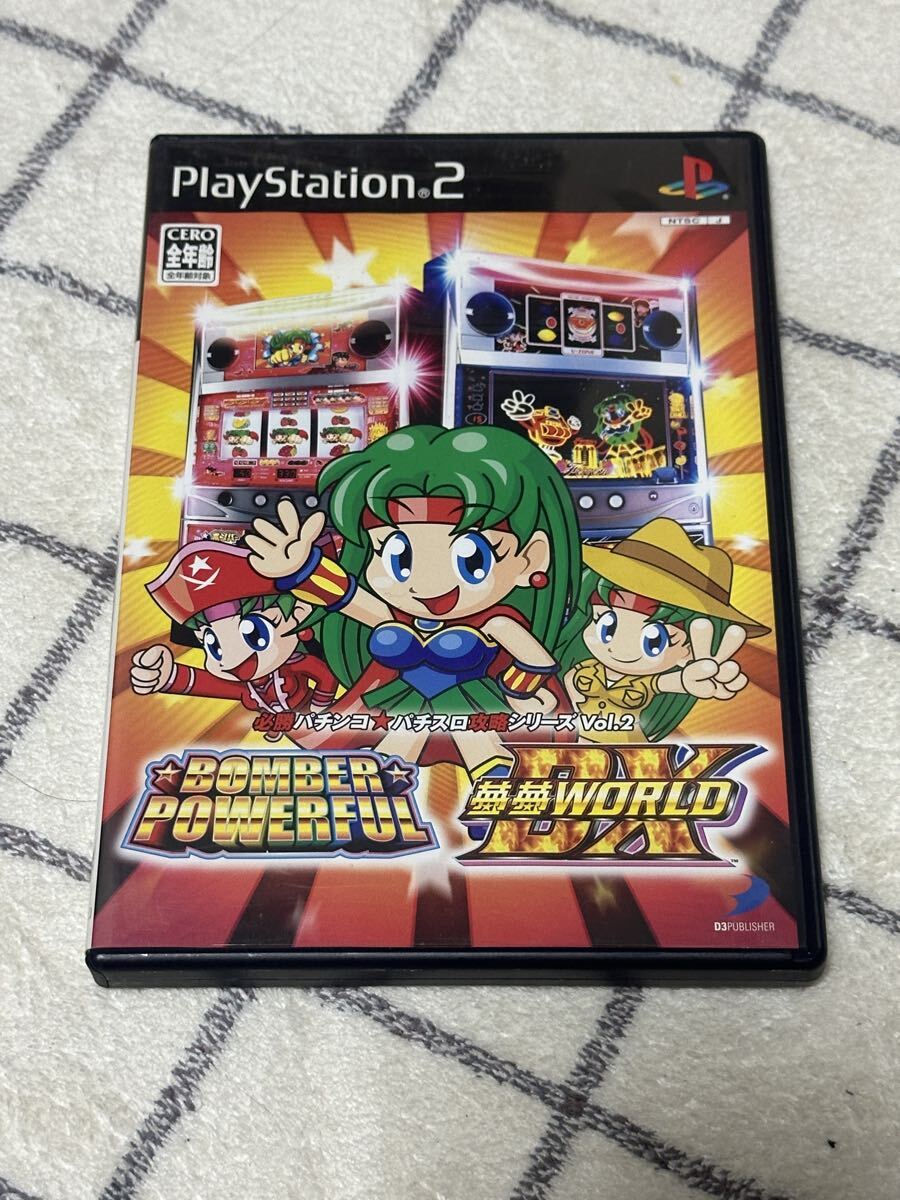 PlayStation®2
NTSC J
CERO
全年齢
全年齢対象
必勝パチンコ★パチスロ攻略シリーズ Vol.2
BOMBER
POWERFUL
DX
WORLD
TM
D3PUBLISHER